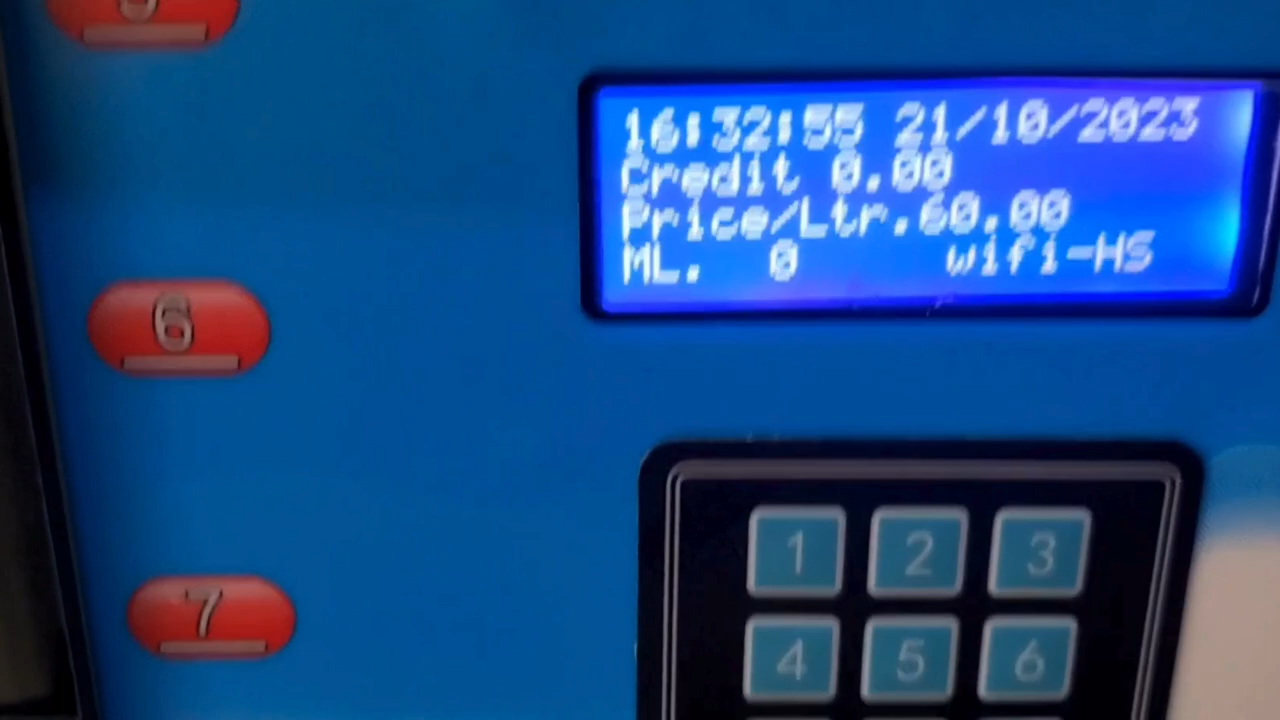 5
16:32:55 21/10/2023
Credit 0.00
Price/Ltr.60.00
ML. 0 wifi-HS
6
7
1 2 3
4 5 6